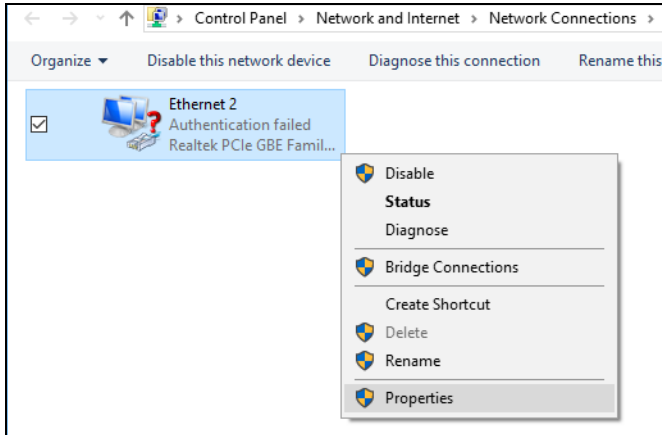 Control Panel > Network and Internet > Network Connections >
Organize Disable this network device Diagnose this connection Rename this
Ethernet 2
Authentication failed
Realtek PCIe GBE Famil...
Disable
Status
Diagnose
Bridge Connections
Create Shortcut
Delete
Rename
Properties